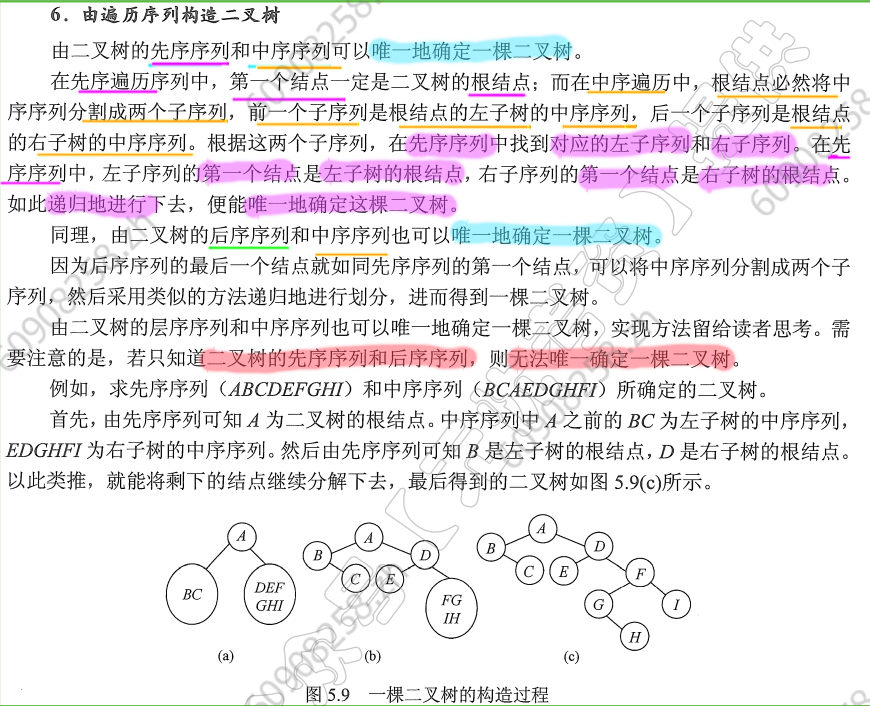 6．由遍历序列构造二叉树
由二叉树的先序序列和中序序列可以唯一地确定一棵二叉树。
在先序遍历序列中，第一个结点一定是二叉树的根结点；而在中序遍历中，根结点必然将中
序序列分割成两个子序列，前一个子序列是根结点的左子树的中序序列，后一个子序列是根结点
的右子树的中序序列。根据这两个子序列，在先序序列中找到对应的左子序列和右子序列。在先
序序列中，左子序列的第一个结点是左子树的根结点，右子序列的第一个结点是右子树的根结点。
如此递归地进行下去，便能唯一地确定这棵二叉树。
同理，由二叉树的后序序列和中序序列也可以唯一地确定一棵二叉树。
因为后序序列的最后一个结点就如同先序序列的第一个结点，可以将中序序列分割成两个子
序列，然后采用类似的方法递归地进行划分，进而得到一棵二叉树。
由二叉树的层序序列和中序序列也可以唯一地确定一棵二叉树，实现方法留给读者思考。需
要注意的是，若只知道二叉树的先序序列和后序序列，则无法唯一确定一棵二叉树。
例如，求先序序列（ABCDEFGHI）和中序序列（BCAEDGHFI）所确定的二叉树。
首先，由先序序列可知 A 为二叉树的根结点。中序序列中 A 之前的 BC 为左子树的中序序列，
EDGHFI 为右子树的中序序列。然后由先序序列可知 B 是左子树的根结点，D 是右子树的根结点。
以此类推，就能将剩下的结点继续分解下去，最后得到的二叉树如图 5.9(c)所示。
A
BC
DEF
GHI
(a)
A
B
D
C
E
FG
IH
(b)
A
B
D
C
E
F
G
I
H
(c)
图 5.9 一棵二叉树的构造过程